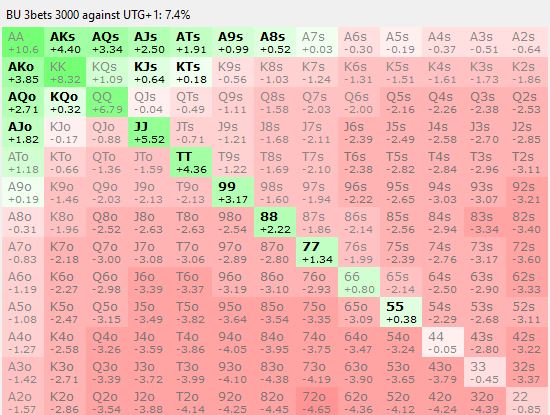 BU 3bets 3000 against UTG+1: 7.4%
AA AKs AQs AJs ATs A9s A8s A7s A6s A5s A4s A3s A2s
+10.6 +4.40 +3.34 +2.50 +1.91 +0.99 +0.52 +0.03 -0.30 -0.19 -0.31 -0.51 -0.64
AKo KK KQs KJs KTs K9s K8s K7s K6s K5s K4s K3s K2s
+3.85 +8.32 +1.09 +0.64 +0.18 -0.56 -1.03 -1.24 -1.31 -1.51 -1.61 -1.73 -1.86
AQo KQo QQ QJs QTs Q9s Q8s Q7s Q6s Q5s Q4s Q3s Q2s
+2.71 +0.32 +6.79 -0.04 -0.49 -1.11 -1.58 -2.03 -2.00 -2.16 -2.26 -2.38 -2.53
AJo KJo QJo JJ JTs J9s J8s J7s J6s J5s J4s J3s J2s
+1.82 -0.17 -0.88 +5.52 -0.71 -1.21 -1.68 -2.11 -2.39 -2.49 -2.58 -2.70 -2.85
ATo KTo QTo JTo TT T9s T8s T7s T6s T5s T4s T3s T2s
+1.18 -0.66 -1.36 -1.59 +4.36 -1.22 -1.69 -2.10 -2.38 -2.82 -2.84 -2.96 -3.11
A9o K9o Q9o J9o T9o 99 98s 97s 96s 95s 94s 93s 92s
+0.19 -1.46 -2.03 -2.13 -2.13 +3.17 -1.60 -1.94 -2.22 -2.65 -3.03 -3.07 -3.21
A8o K8o Q8o J8o T8o 98o 88 87s 86s 85s 84s 83s 82s
-0.31 -1.96 -2.52 -2.62 -2.62 -2.54 +2.22 -1.86 -2.14 -2.56 -2.94 -3.34 -3.40
A7o K7o Q7o J7o T7o 97o 87o 77 76s 75s 74s 73s 72s
-0.83 -2.18 -3.00 -3.08 -3.06 -2.89 -2.80 +1.34 -1.99 -2.39 -2.76 -3.17 -3.60
A6o K6o Q6o J6o T6o 96o 86o 76o 66 65s 64s 63s 62s
-1.19 -2.27 -2.98 -3.39 -3.37 -3.19 -3.10 -2.93 +0.80 -2.14 -2.50 -2.90 -3.33
A5o K5o Q5o J5o T5o 95o 85o 75o 65o 55 54s 53s 52s
-1.08 -2.47 -3.15 -3.49 -3.82 -3.64 -3.54 -3.35 -3.09 +0.38 -2.29 -2.68 -3.11
A4o K4o Q4o J4o T4o 94o 84o 74o 64o 54o 44 43s 42s
-1.27 -2.58 -3.26 -3.59 -3.86 -4.05 -3.95 -3.75 -3.47 -3.24 -0.05 -2.80 -3.22
A3o K3o Q3o J3o T3o 93o 83o 73o 63o 53o 43o 33 32s
-1.42 -2.71 -3.39 -3.72 -3.99 -4.10 -4.38 -4.19 -3.90 -3.65 -3.79 -0.45 -3.37
A2o K2o Q2o J2o T2o 92o 82o 72o 62o 52o 42o 32o 22
-1.57 -2.86 -3.54 -3.88 -4.14 -4.25 -4.45 -4.65 -4.36 -4.12 -4.24 -4.39 -0.85